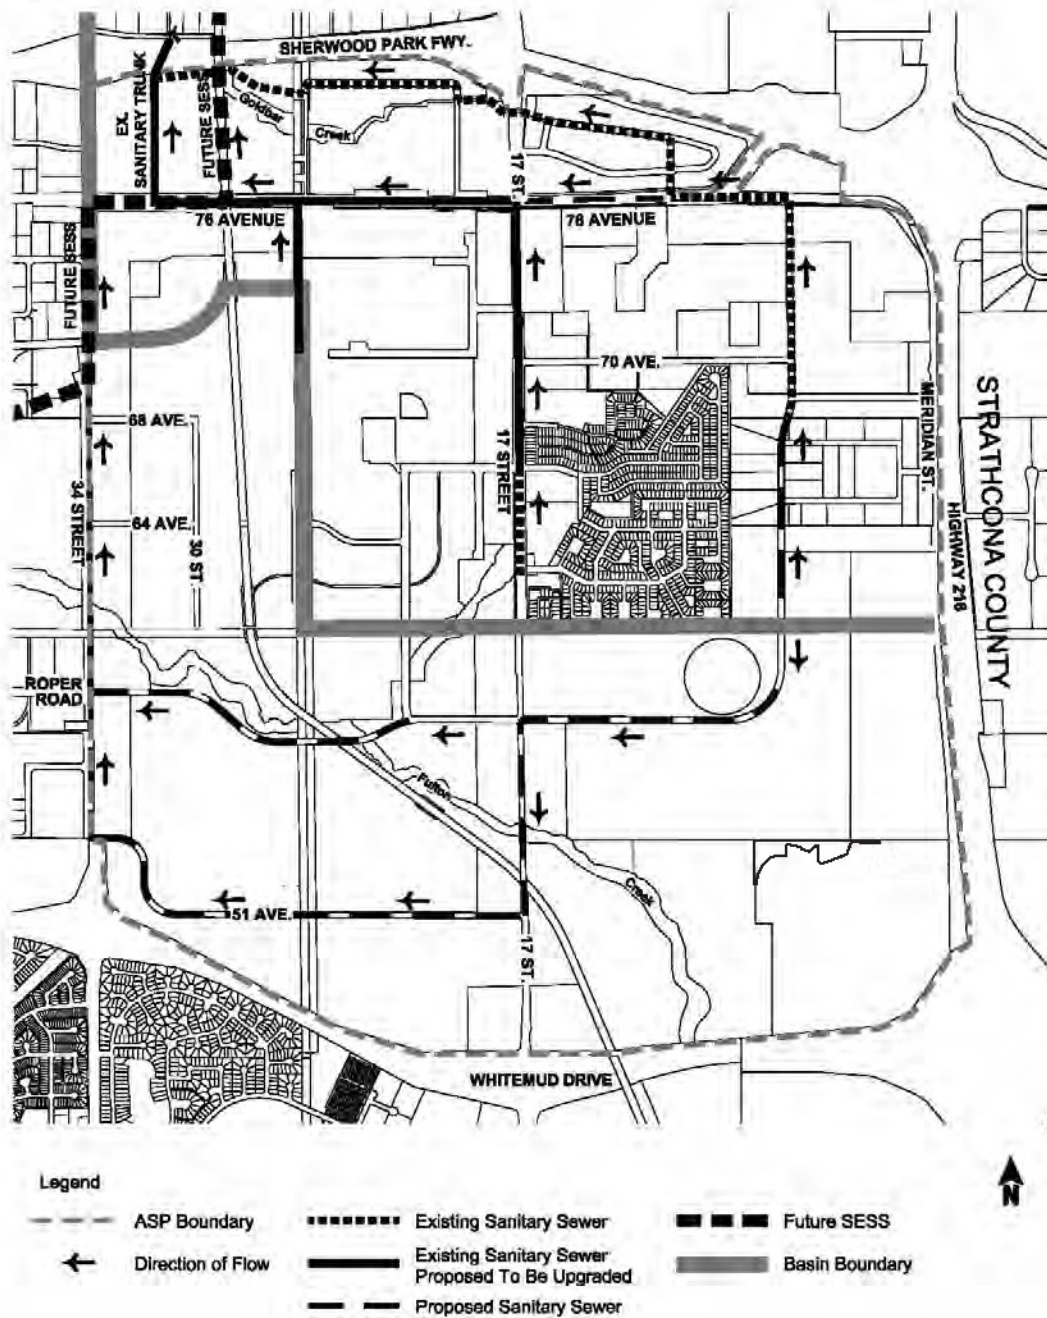 SHERWOOD PARK FWY.
EX.
SANITARY TRUNK
FUTURE SESS
Goldbar
Creek
17 ST.
76 AVENUE
76 AVENUE
FUTURE SESS
70 AVE.
MERIDIAN ST.
STRATHCONA COUNTY
68 AVE.
17 STREET
34 STREET
64 AVE.
30 ST.
HIGHWAY 216
ROPER
ROAD
Fulton
Creek
51 AVE.
17 ST.
WHITEMUD DRIVE
Legend
N
ASP Boundary
Existing Sanitary Sewer
Future SESS
Direction of Flow
Existing Sanitary Sewer
Proposed To Be Upgraded
Basin Boundary
Proposed Sanitary Sewer